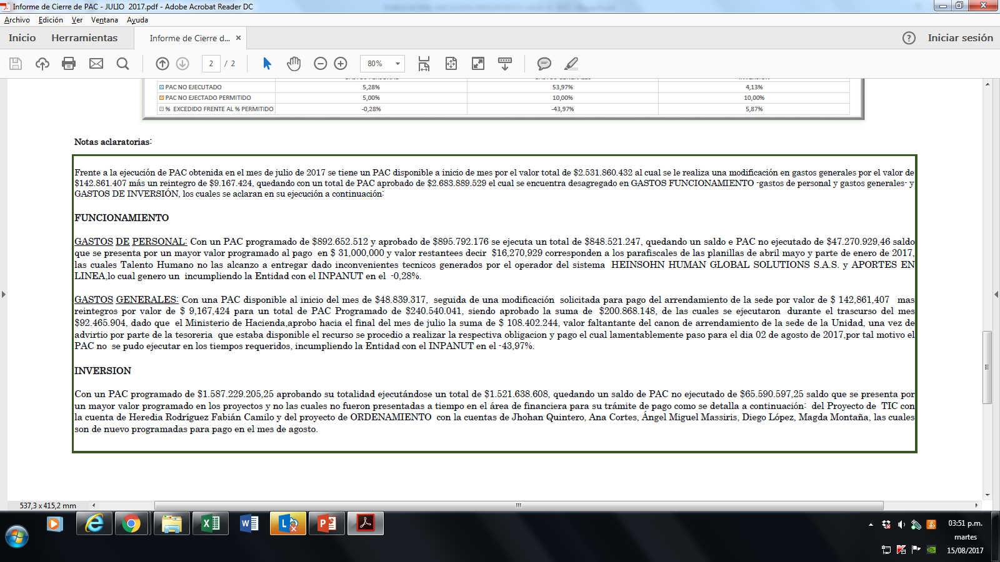 Informe de Cierre de PAC - JULIO  2017.pdf - Adobe Acrobat Reader DC
Archivo Edición Ver Ventana Ayuda
Inicio Herramientas Informe de Cierre d... × ? Iniciar sesión
2 / 2 80%
PAC NO EJECUTADO 5,28% 53,97% 4,13%
PAC NO EJECTADO PERMITIDO 5,00% 10,00% 10,00%
%  EXCEDIDO FRENTE AL % PERMITIDO -0,28% -43,97% 5,87%
Notas aclaratorias:
Frente a la ejecución de PAC obtenida en el mes de julio de 2017 se tiene un PAC disponible a inicio de mes por el valor total de $2.531.860.432 al cual se le realiza una modificación en gastos generales por el valor de
$142.861.407 más un reintegro de $9.167.424, quedando con un total de PAC aprobado de $2.683.889.529 el cual se encuentra desagregado en GASTOS FUNCIONAMIENTO -gastos de personal y gastos generales- y
GASTOS DE INVERSIÓN, los cuales se aclaran en su ejecución a continuación:
FUNCIONAMIENTO
GASTOS DE PERSONAL: Con un PAC programado de $892.652.512 y aprobado de $895.792.176 se ejecuta un total de $848.521.247, quedando un saldo e PAC no ejecutado de $47.270.929,46 saldo
que se presenta por un mayor valor programado al pago  en $ 31,000,000 y valor restantees decir  $16,270,929 corresponden a los parafiscales de las planillas de abril mayo y parte de enero de 2017,
las cuales Talento Humano no las alcanzo a entregar dado inconvenientes tecnicos generados por el operador del sistema  HEINSOHN HUMAN GLOBAL SOLUTIONS S.A.S. y APORTES EN
LINEA,lo cual genero un  incumpliendo la Entidad con el INPANUT en el  -0,28%.
GASTOS GENERALES: Con una PAC disponible al inicio del mes de $48.839.317,  seguida de una modificación  solicitada para pago del arrendamiento de la sede por valor de $ 142,861,407  mas
reintegros por valor de $ 9,167,424 para un total de PAC Programado de $240.540.041, siendo aprobado la suma de  $200.868.148, de las cuales se ejecutaron  durante el trascurso del mes
$92.465.904, dado que  el Ministerio de Hacienda,aprobo hacia el final del mes de julio la suma de $ 108.402.244, valor faltantante del canon de arrendamiento de la sede de la Unidad, una vez de
advirtio por parte de la tesoreria  que estaba disponible el recurso se procedio a realizar la respectiva obligacion y pago el cual lamentablemente paso para el dia 02 de agosto de 2017,por tal motivo el
PAC no  se pudo ejecutar en los tiempos requeridos, incumpliendo la Entidad con el INPANUT en el -43,97%.
INVERSION
Con un PAC programado de $1.587.229.205,25 aprobando su totalidad ejecutándose un total de $1.521.638.608, quedando un saldo de PAC no ejecutado de $65.590.597,25 saldo que se presenta por
un mayor valor programado en los proyectos y no las cuales no fueron presentadas a tiempo en el área de financiera para su trámite de pago como se detalla a continuación:  del Proyecto de  TIC con
la cuenta de Heredia Rodríguez Fabián Camilo y del proyecto de ORDENAMIENTO  con la cuentas de Jhohan Quintero, Ana Cortes, Ángel Miguel Massiris, Diego López, Magda Montaña, las cuales
son de nuevo programadas para pago en el mes de agosto.
537,3 x 415,2 mm
03:51 p.m.
martes
15/08/2017